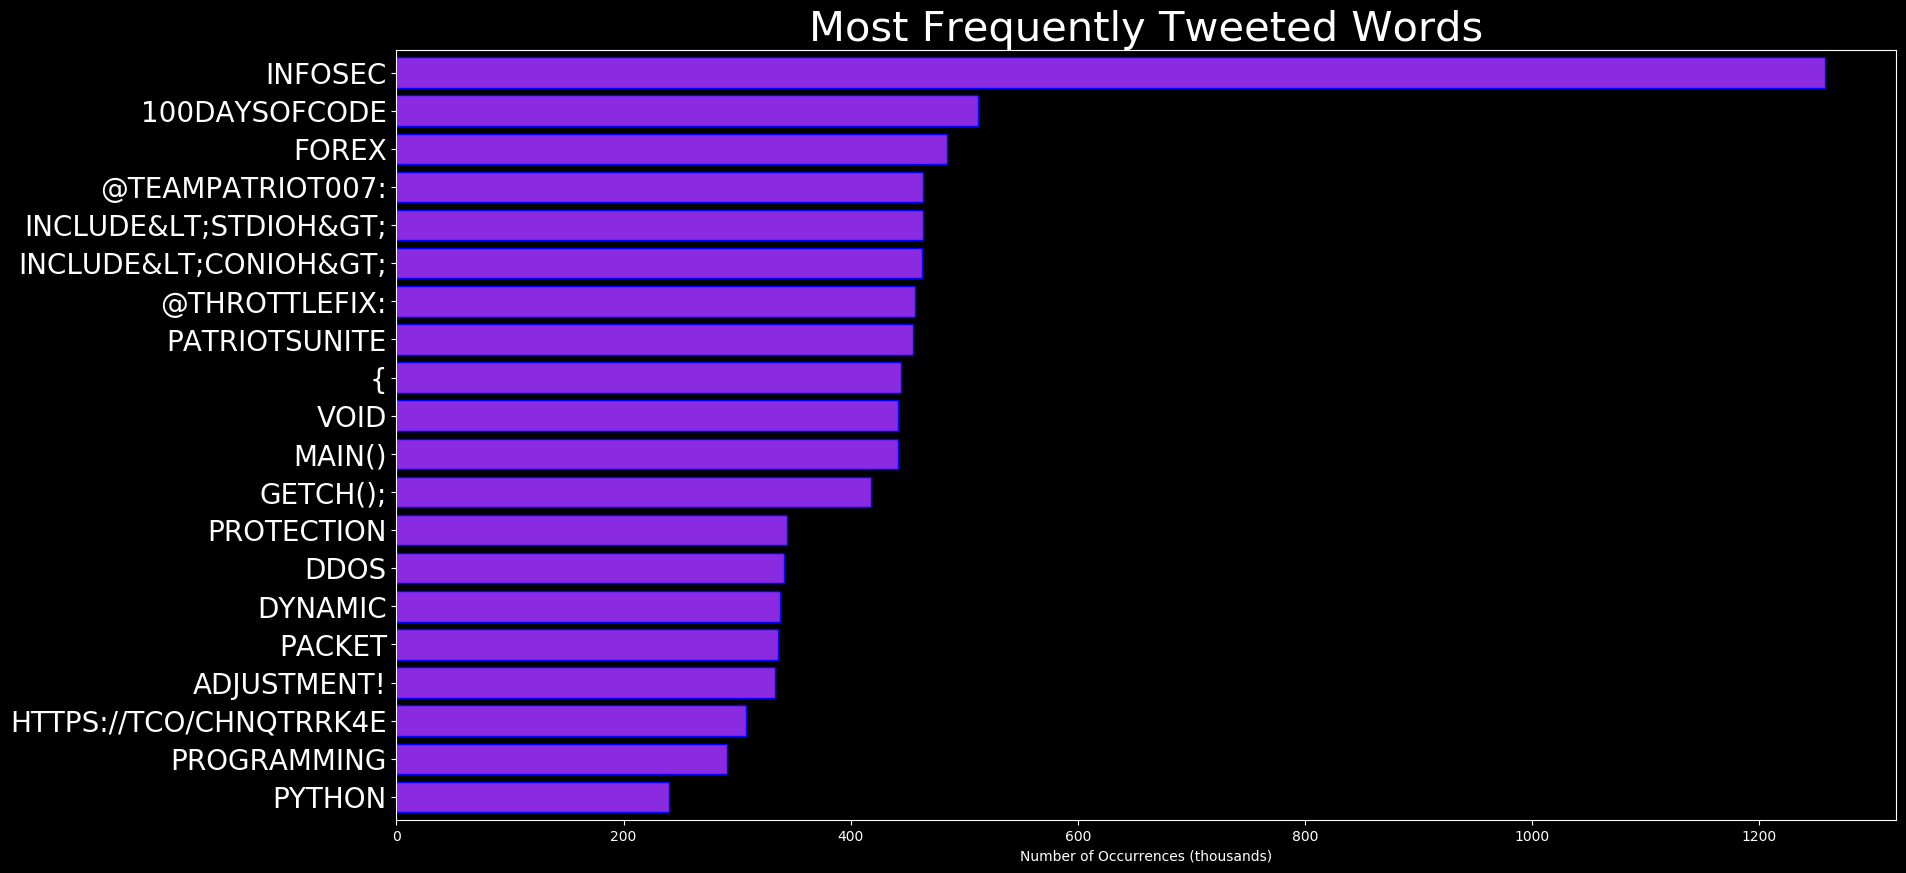 Most Frequently Tweeted Words
INFOSEC
100DAYSOFCODE
FOREX
@TEAMPATRIOT007:
INCLUDE&LT;STDIOH&GT;
INCLUDE&LT;CONIOH&GT;
@THROTTLEFIX:
PATRIOTSUNITE
{
VOID
MAIN()
GETCH();
PROTECTION
DDOS
DYNAMIC
PACKET
ADJUSTMENT!
HTTPS://TCO/CHNQTRRK4E
PROGRAMMING
PYTHON
0 200 400 600 800 1000 1200
Number of Occurrences (thousands)